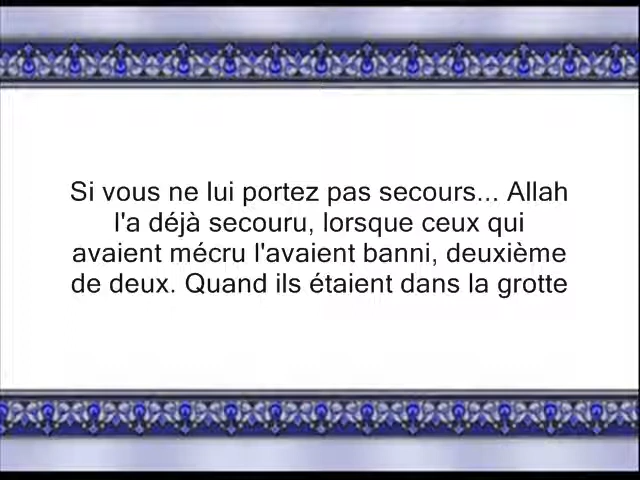 Si vous ne lui portez pas secours... Allah
l'a déjà secouru, lorsque ceux qui
avaient mécru l'avaient banni, deuxième
de deux. Quand ils étaient dans la grotte